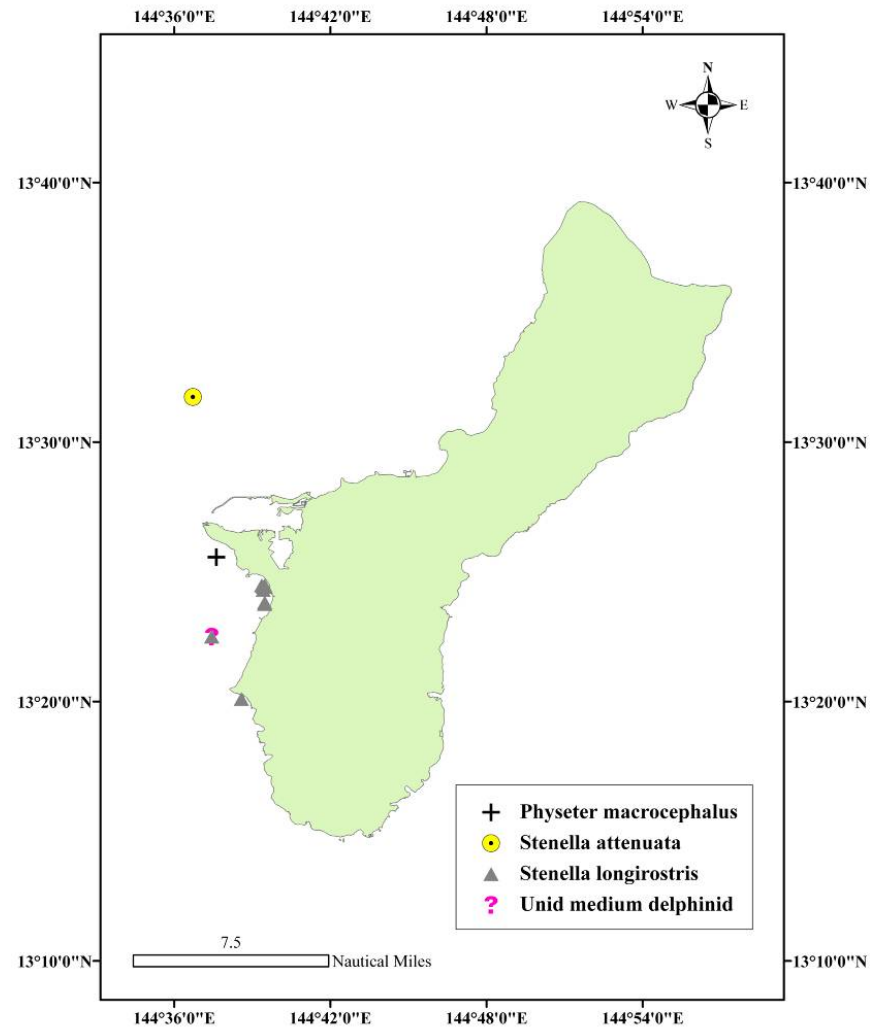 144°36'0"E 144°42'0"E 144°48'0"E 144°54'0"E
N
W E
S
13°40'0"N 13°40'0"N
13°30'0"N 13°30'0"N
?
13°20'0"N 13°20'0"N
Physeter macrocephalus
Stenella attenuata
Stenella longirostris
? Unid medium delphinid
7.5
Nautical Miles
13°10'0"N 13°10'0"N
144°36'0"E 144°42'0"E 144°48'0"E 144°54'0"E